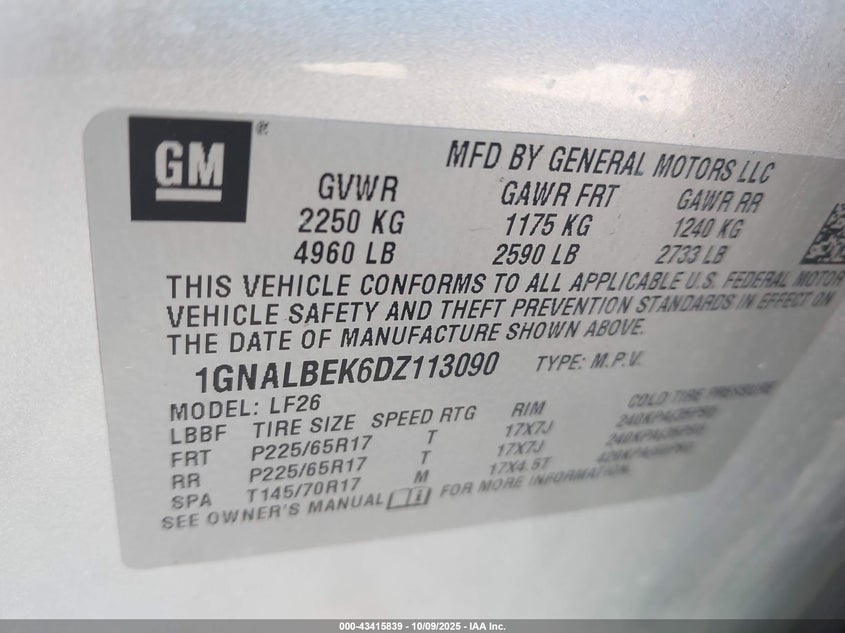 GM®
MFD BY GENERAL MOTORS LLC
GVWR GAWR FRT GAWR RR
2250 KG 1175 KG 1240 KG
4960 LB 2590 LB 2733 LB
THIS VEHICLE CONFORMS TO ALL APPLICABLE U.S. FEDERAL MOTOR
VEHICLE SAFETY AND THEFT PREVENTION STANDARDS IN EFFECT ON
THE DATE OF MANUFACTURE SHOWN ABOVE.
1GNALBEK6DZ113090 TYPE: M.P.V.
MODEL: LF26
LBBF TIRE SIZE SPEED RTG RIM COLD TIRE PRESSURE
FRT P225/65R17 T 17X7J 240KPA/35PSI
RR P225/65R17 T 17X7J 240KPA/35PSI
SPA T145/70R17 M 17X4.5T
SEE OWNER'S MANUAL FOR MORE INFORMATION.
000-43415839 | 10/09/2025 - IAA Inc.